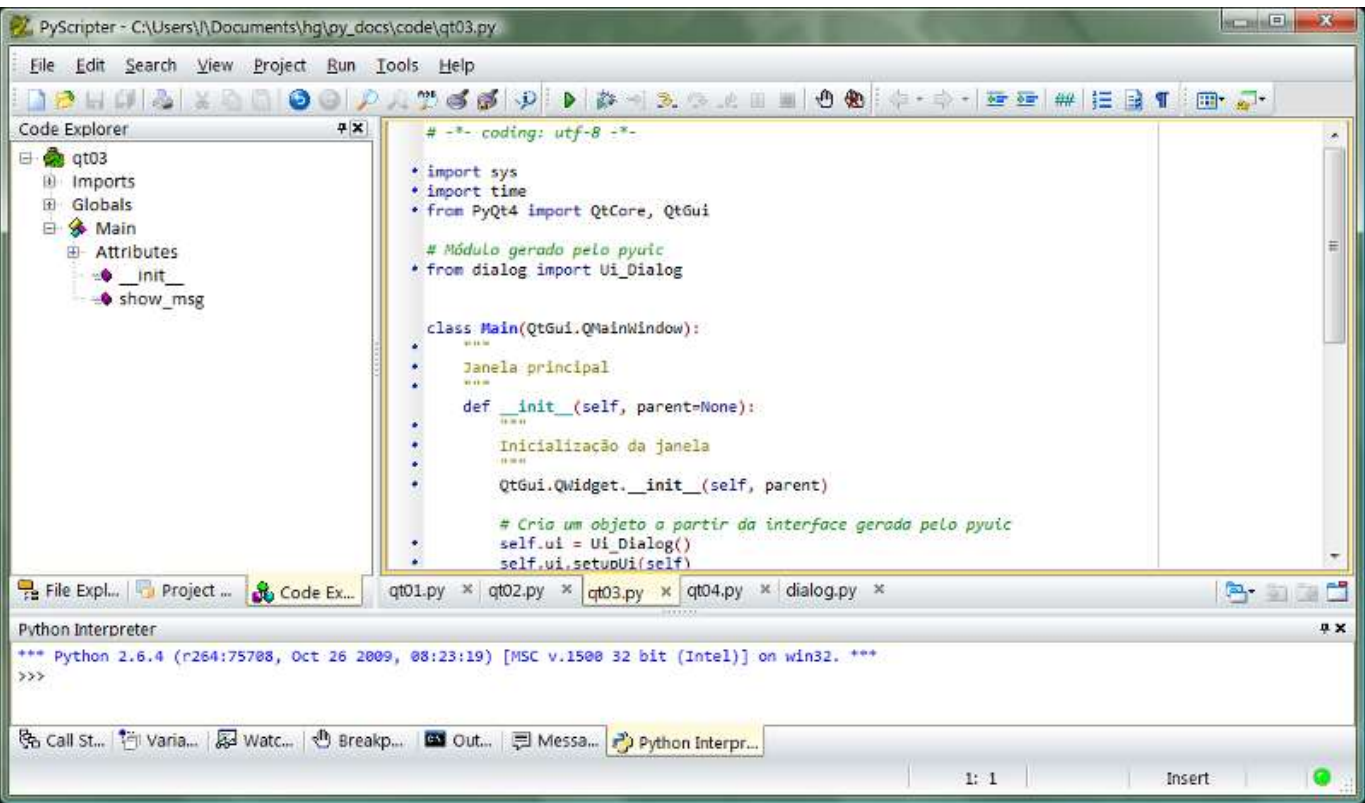 PyScripter - C:\Users\l\Documents\hg\py_docs\code\qt03.py
File Edit Search View Project Run Tools Help
Code Explorer
qt03
Imports
Globals
Main
Attributes
__init__
show_msg
# -*- coding: utf-8 -*-
import sys
import time
from PyQt4 import QtCore, QtGui
# Módulo gerado pelo pyuic
from dialog import Ui_Dialog
class Main(QtGui.QMainWindow):
"""
Janela principal
"""
def __init__(self, parent=None):
"""
Inicialização da janela
"""
QtGui.QWidget.__init__(self, parent)
# Cria um objeto a partir da interface gerada pelo pyuic
self.ui = Ui_Dialog()
self.ui.setupUi(self)
File Expl... Project ... Code Ex...
qt01.py qt02.py qt03.py qt04.py dialog.py
Python Interpreter
*** Python 2.6.4 (r264:75708, Oct 26 2009, 08:23:19) [MSC v.1500 32 bit (Intel)] on win32. ***
>>>
Call St... Varia... Watc... Breakp... Out... Messa... Python Interpr...
1: 1 Insert